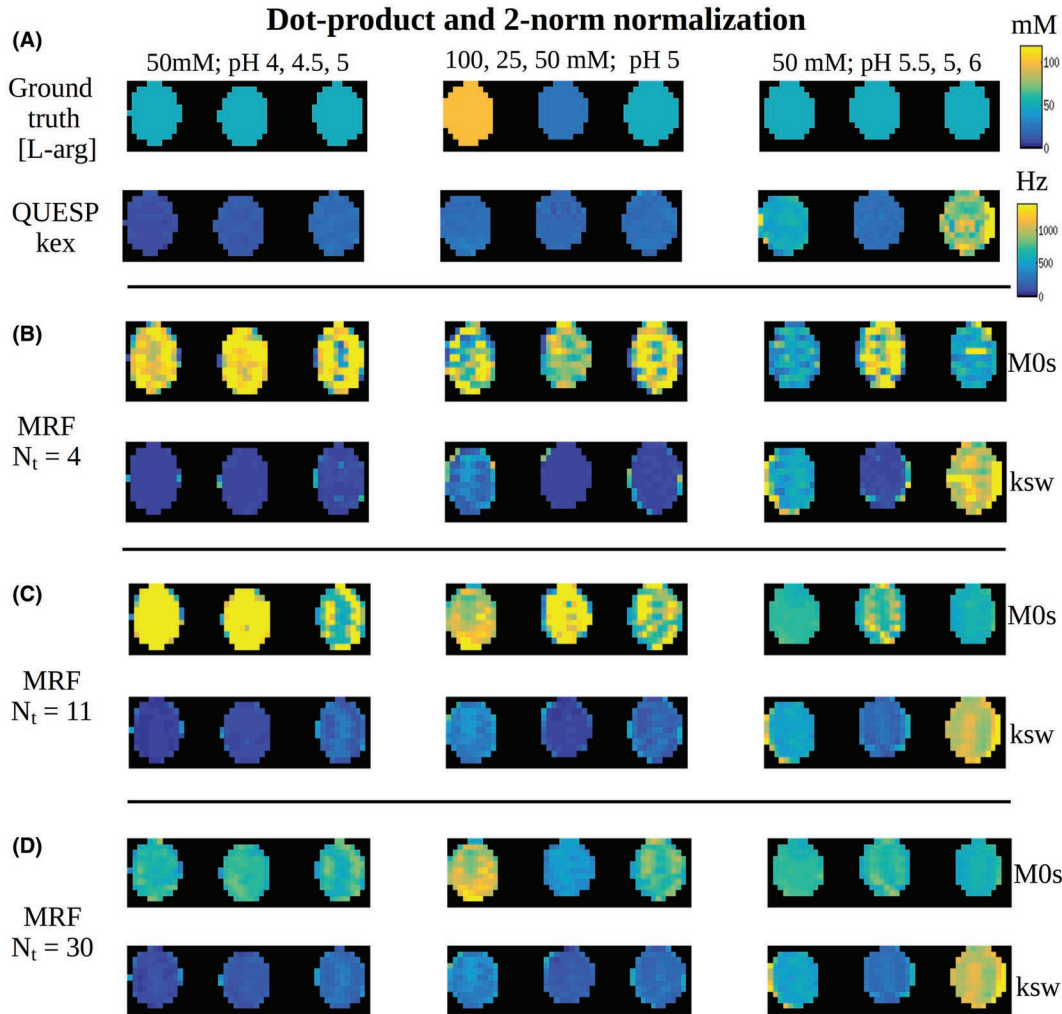 Dot-product and 2-norm normalization
mM
(A)
50mM; pH 4, 4.5, 5
100, 25, 50 mM; pH 5
50 mM; pH 5.5, 5, 6
Ground
truth
[L-arg]
100
50
0
QUESP
kex
Hz
1000
500
0
(B)
M0s
MRF
Nt = 4
ksw
(C)
M0s
MRF
Nt = 11
ksw
(D)
M0s
MRF
Nt = 30
ksw